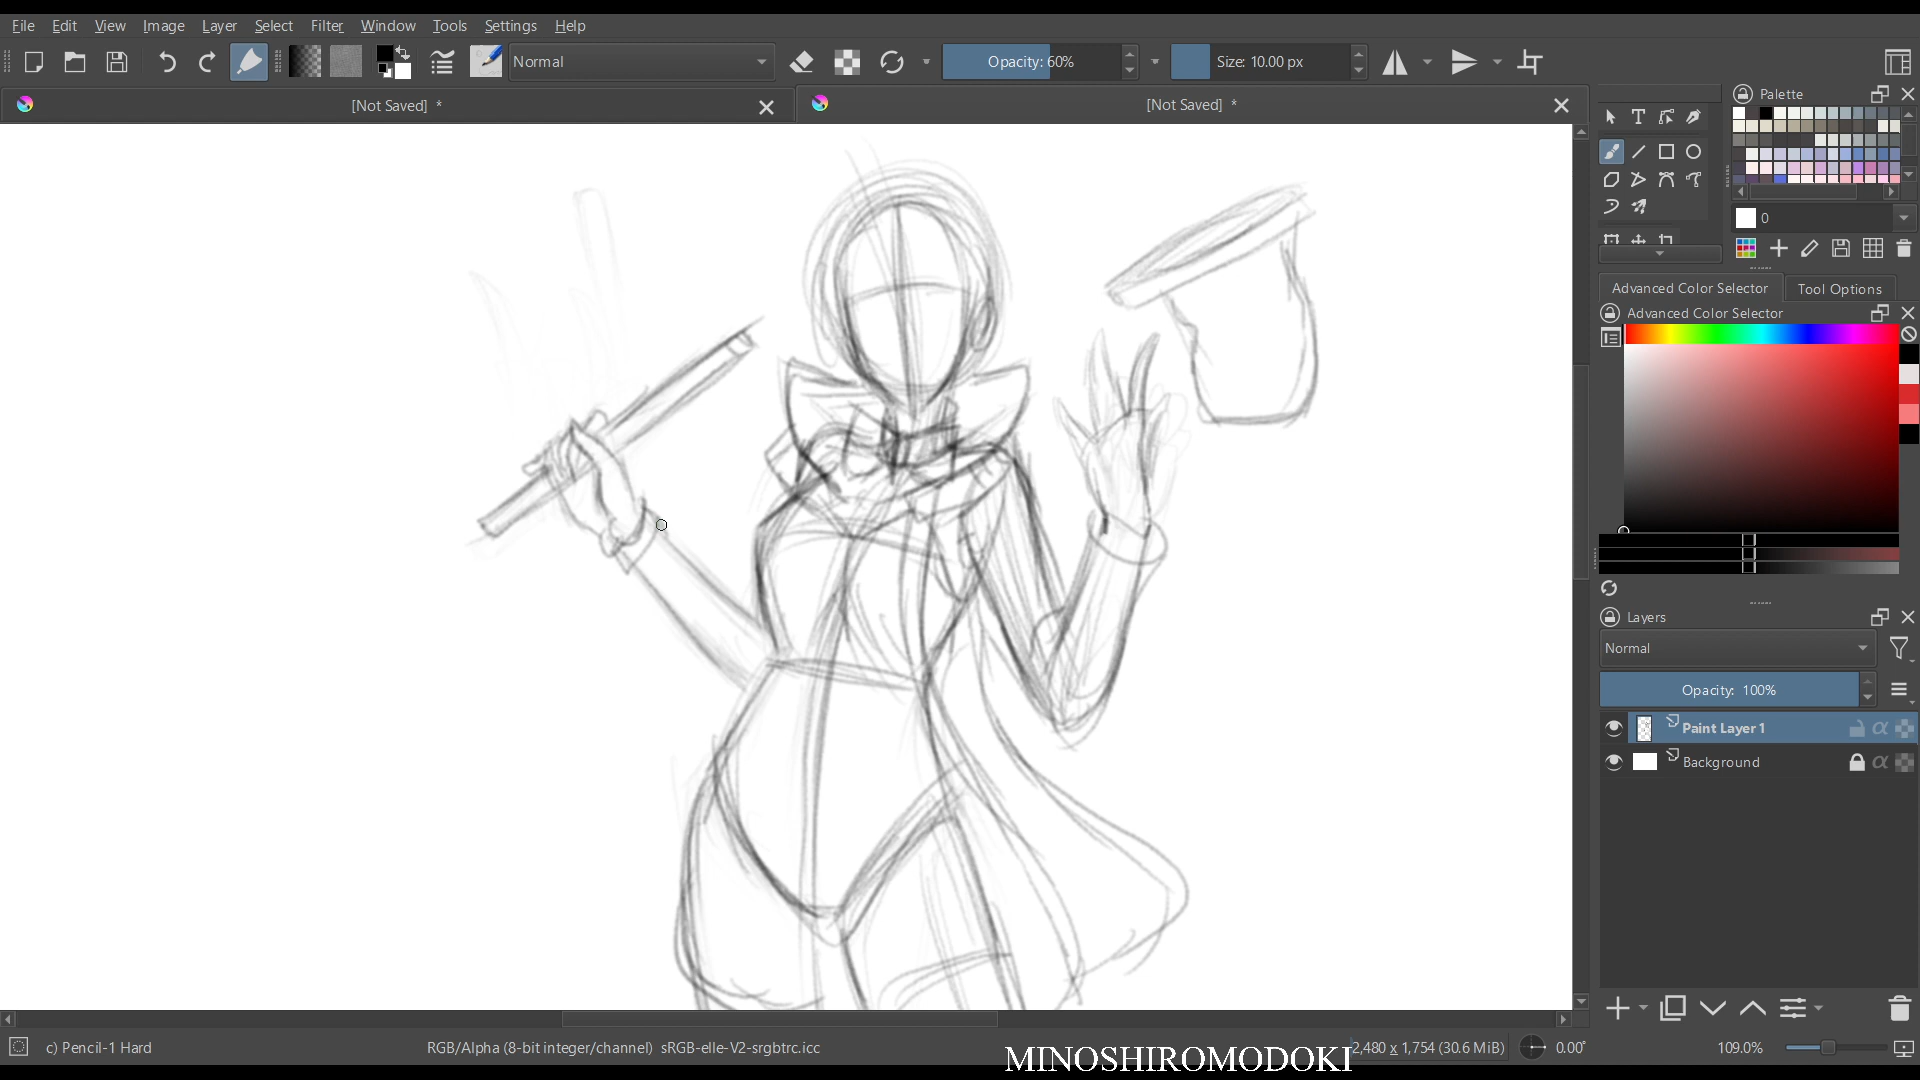 File Edit View Image Layer Select Filter Window Tools Settings Help
Normal Opacity: 60% Size: 10.00 px
[Not Saved] * [Not Saved] *
Palette
0
Advanced Color Selector Tool Options
Advanced Color Selector
Layers
Normal
Opacity: 100%
Paint Layer 1
Background
c) Pencil-1 Hard RGB/Alpha (8-bit integer/channel) sRGB-elle-V2-srgbtrc.icc 2,480 x 1,754 (30.6 MiB) 0.00° 109.0%
MINOSHIROMODOKI